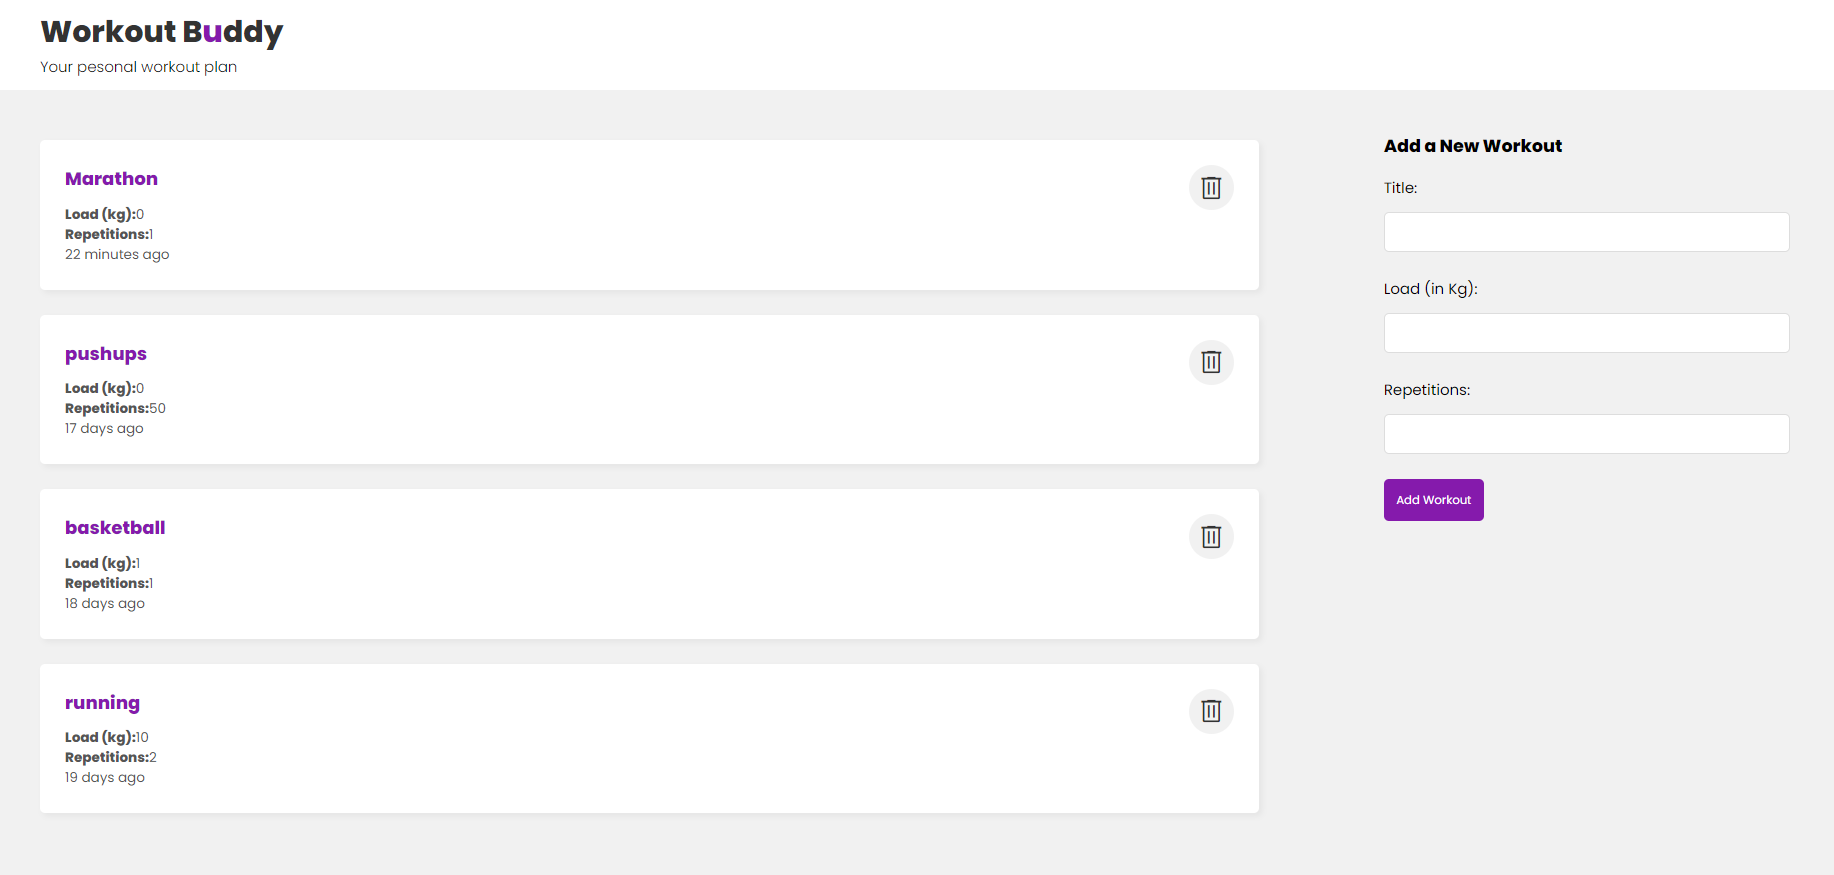 Workout Buddy
Your pesonal workout plan
Marathon
Load (kg):0
Repetitions:1
22 minutes ago
pushups
Load (kg):0
Repetitions:50
17 days ago
basketball
Load (kg):1
Repetitions:1
18 days ago
running
Load (kg):10
Repetitions:2
19 days ago
Add a New Workout
Title:
Load (in Kg):
Repetitions:
Add Workout